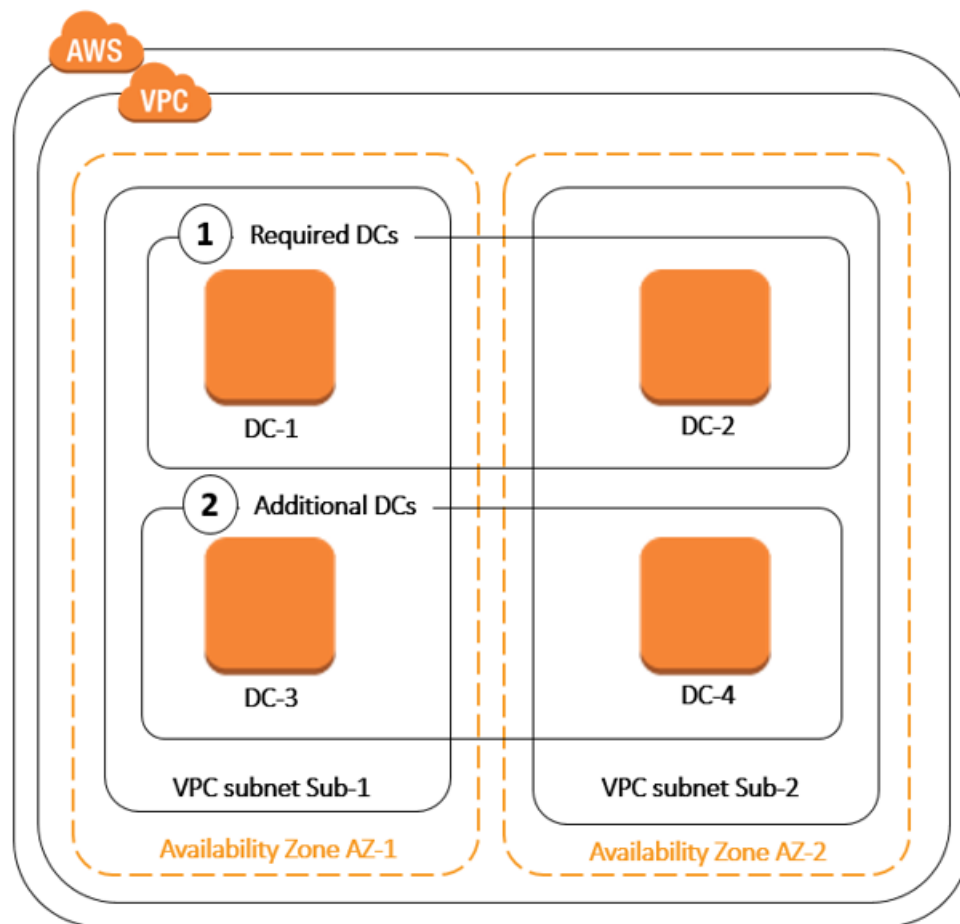 AWS
VPC
1 Required DCs
DC-1
DC-2
2 Additional DCs
DC-3
DC-4
VPC subnet Sub-1
VPC subnet Sub-2
Availability Zone AZ-1
Availability Zone AZ-2